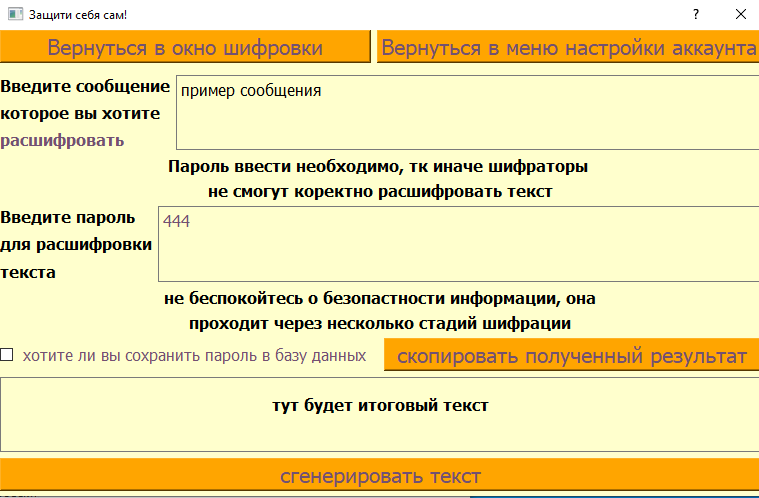 Защити себя сам!
Вернуться в окно шифровки
Вернуться в меню настройки аккаунта
Введите сообщение
которое вы хотите
расшифровать
пример сообщения
Пароль ввести необходимо, тк иначе шифраторы
не смогут коректно расшифровать текст
Введите пароль
для расшифровки
текста
444
не беспокойтесь о безопастности информации, она
проходит через несколько стадий шифрации
хотите ли вы сохранить пароль в базу данных
скопировать полученный результат
тут будет итоговый текст
сгенерировать текст